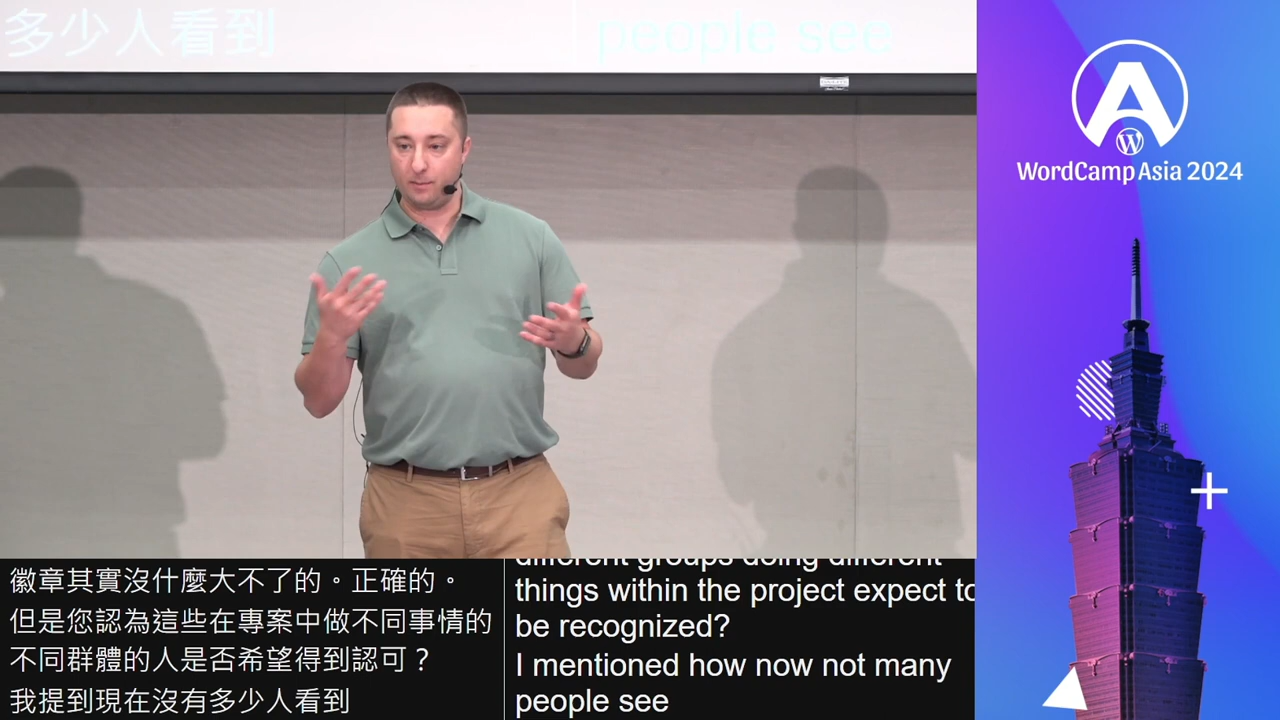 多少人看到
people see
WordCamp Asia 2024
徽章其實沒什麼大不了的。正確的。
但是您認為這些在專案中做不同事情的
不同群體的人是否希望得到認可？
我提到現在沒有多少人看到
different groups doing different
things within the project expect to
be recognized?
I mentioned how now not many
people see